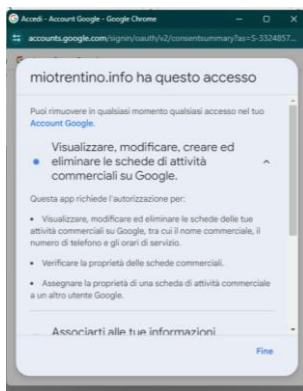 Accedi - Account Google - Google Chrome
accounts.google.com/signin/oauth/v2/consentsummary?as=S-3324857...
miotrentino.info ha questo accesso
Puoi rimuovere in qualsiasi momento qualsiasi accesso nel tuo
Account Google.
Visualizzare, modificare, creare ed
eliminare le schede di attività
commerciali su Google.
Questa app richiede l'autorizzazione per:
• Visualizzare, modificare ed eliminare le schede delle tue
attività commerciali su Google, tra cui il nome commerciale, il
numero di telefono e gli orari di servizio.
• Verificare la proprietà delle schede commerciali.
• Assegnare la proprietà di una scheda di attività commerciale
a un altro utente Google.
Associarti alle tue informazioni
Fine